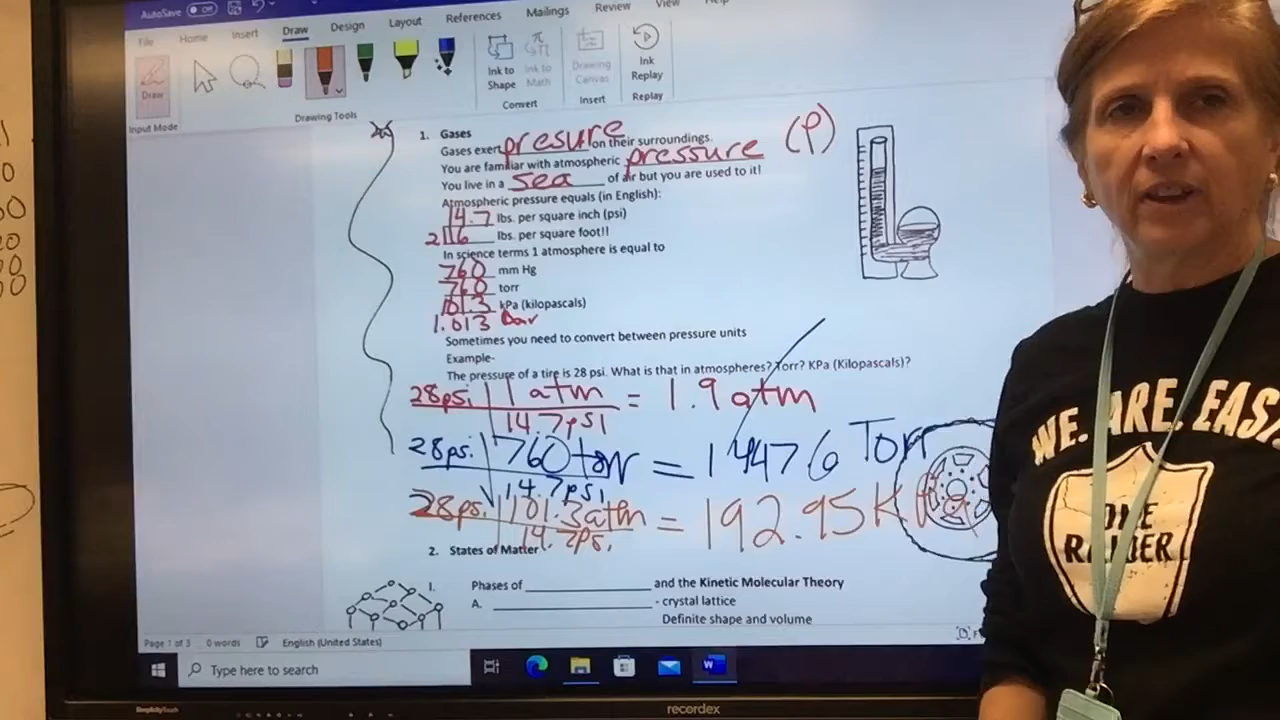 AutoSave Off
File Home Insert Draw Design Layout References Mailings Review View Help
Draw
Ink to Shape
Ink to Math
Drawing Canvas
Ink Replay
Input Mode
Drawing Tools
Convert
Insert
Replay
1. Gases
Gases exert presure on their surroundings. (P)
You are familiar with atmospheric pressure
You live in a sea of air but you are used to it!
Atmospheric pressure equals (in English):
14.7 lbs. per square inch (psi)
2116 lbs. per square foot!!
In science terms 1 atmosphere is equal to
760 mm Hg
760 torr
101.3 kPa (kilopascals)
1.013 bar
Sometimes you need to convert between pressure units
Example-
The pressure of a tire is 28 psi. What is that in atmospheres? Torr? KPa (Kilopascals)?
28psi 1 atm = 1.9 atm
14.7psi
28psi 760 torr = 1447.6 Torr
14.7psi
28psi 101.3atm = 192.95 K
14.7psi
2. States of Matter
I. Phases of ____________ and the Kinetic Molecular Theory
A. ____________ - crystal lattice
Definite shape and volume
Page 1 of 3 0 words English (United States)
Type here to search
recordex
WE. ARE. EAST
ONE
RAIDER